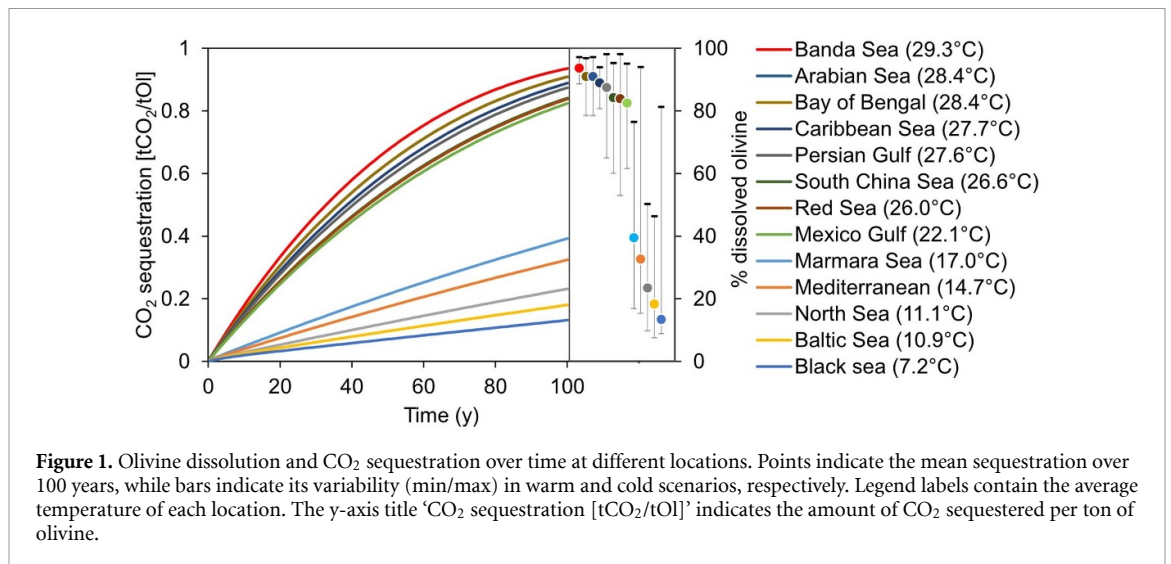 CO2 sequestration [tCO2/tOl]
1
0.8
0.6
0.4
0.2
0
0 20 40 60 80 100
Time (y)
100
80
60
40
20
0
% dissolved olivine
Banda Sea (29.3°C)
Arabian Sea (28.4°C)
Bay of Bengal (28.4°C)
Caribbean Sea (27.7°C)
Persian Gulf (27.6°C)
South China Sea (26.6°C)
Red Sea (26.0°C)
Mexico Gulf (22.1°C)
Marmara Sea (17.0°C)
Mediterranean (14.7°C)
North Sea (11.1°C)
Baltic Sea (10.9°C)
Black sea (7.2°C)
Figure 1. Olivine dissolution and CO2 sequestration over time at different locations. Points indicate the mean sequestration over
100 years, while bars indicate its variability (min/max) in warm and cold scenarios, respectively. Legend labels contain the average
temperature of each location. The y-axis title ‘CO2 sequestration [tCO2/tOl]’ indicates the amount of CO2 sequestered per ton of
olivine.